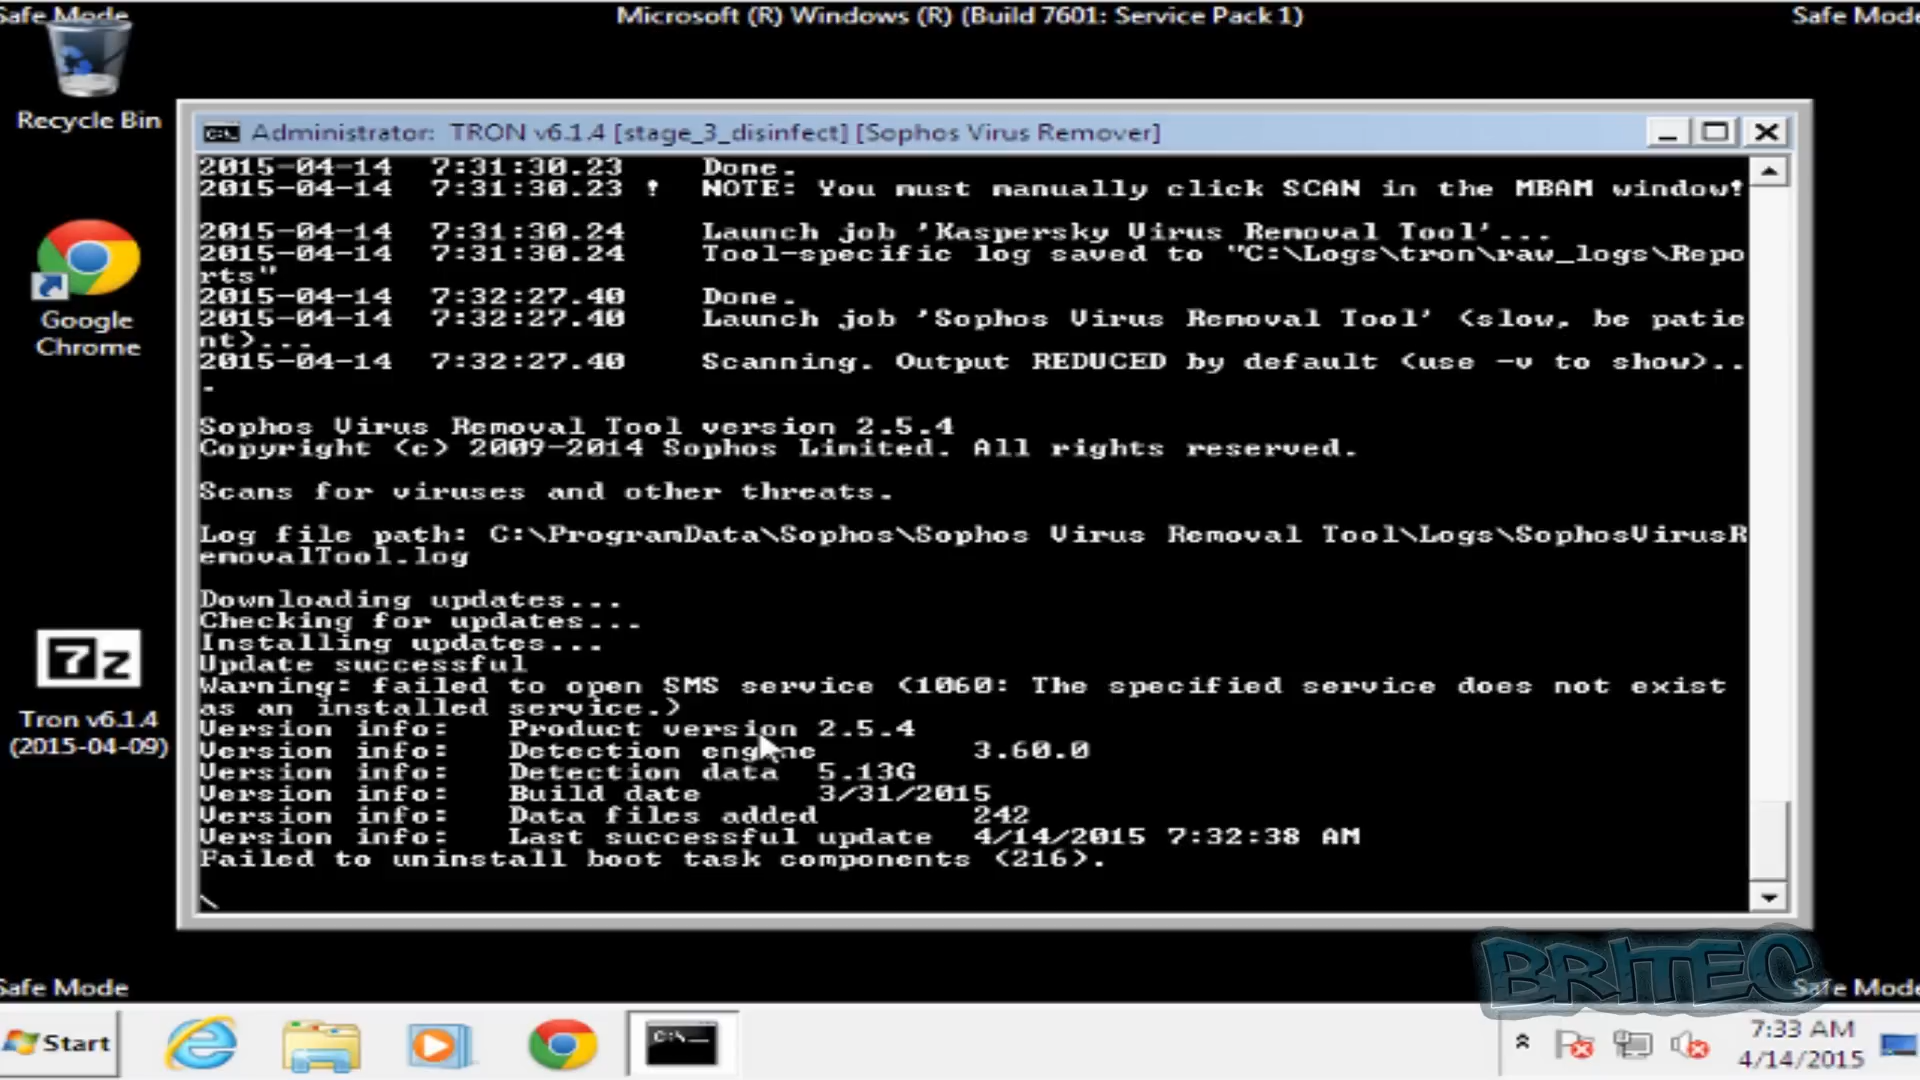 Safe Mode
Microsoft (R) Windows (R) (Build 7601: Service Pack 1)
Safe Mode
Recycle Bin
Google
Chrome
Tron v6.1.4
(2015-04-09)
Administrator: TRON v6.1.4 [stage_3_disinfect] [Sophos Virus Remover]
2015-04-14 7:31:30.23 Done.
2015-04-14 7:31:30.23 ! NOTE: You must manually click SCAN in the MBAM window!
2015-04-14 7:31:30.24 Launch job 'Kaspersky Virus Removal Tool'...
2015-04-14 7:31:30.24 Tool-specific log saved to "C:\Logs\tron\raw_logs\Repo
rts"
2015-04-14 7:32:27.40 Done.
2015-04-14 7:32:27.40 Launch job 'Sophos Virus Removal Tool' (slow, be patie
nt)...
2015-04-14 7:32:27.40 Scanning. Output REDUCED by default (use -v to show)..
.
Sophos Virus Removal Tool version 2.5.4
Copyright (c) 2009-2014 Sophos Limited. All rights reserved.
Scans for viruses and other threats.
Log file path: C:\ProgramData\Sophos\Sophos Virus Removal Tool\Logs\SophosVirusR
emovalTool.log
Downloading updates...
Checking for updates...
Installing updates...
Update successful
Warning: failed to open SMS service (1060: The specified service does not exist
as an installed service.)
Version info: Product version 2.5.4
Version info: Detection engine 3.60.0
Version info: Detection data 5.13G
Version info: Build date 3/31/2015
Version info: Data files added 242
Version info: Last successful update 4/14/2015 7:32:38 AM
Failed to uninstall boot task components (216).
\
BRITEC
Safe Mode
Safe Mode
Start
7:33 AM
4/14/2015